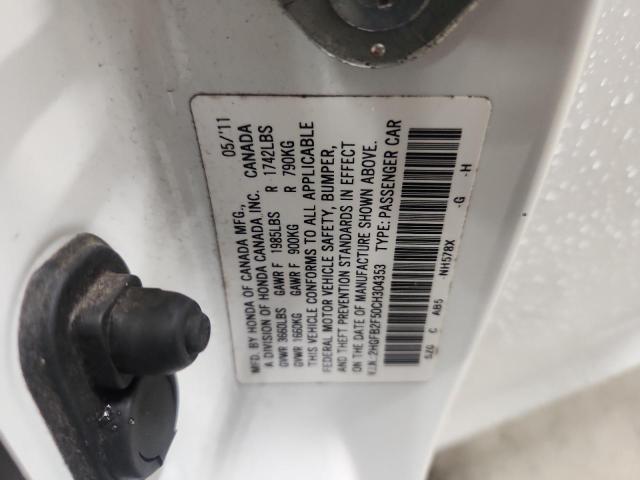 MFD. BY HONDA OF CANADA MFG., 05/'11
A DIVISION OF HONDA CANADA INC. CANADA
GVWR 3660LBS GAWR F 1985LBS R 1742LBS
GVWR 1660KG GAWR F 900KG R 790KG
THIS VEHICLE CONFORMS TO ALL APPLICABLE
FEDERAL MOTOR VEHICLE SAFETY, BUMPER,
AND THEFT PREVENTION STANDARDS IN EFFECT
ON THE DATE OF MANUFACTURE SHOWN ABOVE.
V.I.N.:2HGFB2F50CH304353 TYPE: PASSENGER CAR
SZG C AB5 NH578X -G -H